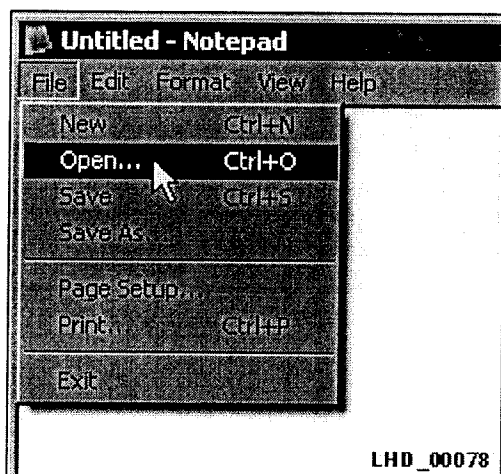 Untitled - Notepad
File Edit Format View Help
New Ctrl+N
Open... Ctrl+O
Save Ctrl+S
Save As...
Page Setup...
Print... Ctrl+P
Exit
LHD_00078